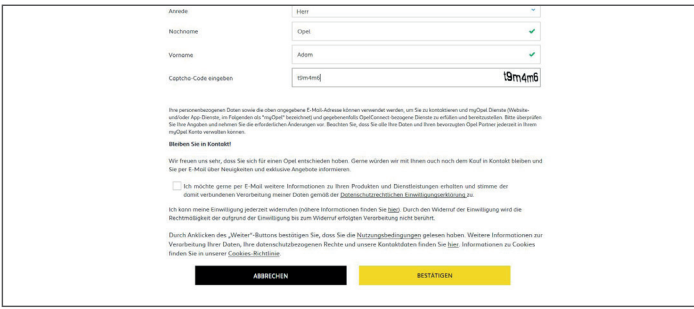 Anrede
Herr
Nachname
Opel
Vorname
Adam
Captcha-Code eingeben
t9m4m6
t9m4m6
Ihre personenbezogenen Daten sowie die oben angegebene E-Mail-Adresse können verwendet werden, um Sie zu kontaktieren und myOpel Dienste (Website-
und/oder App-Dienste, im Folgenden als "myOpel" bezeichnet) und gegebenenfalls OpelConnect-bezogene Dienste zu erfüllen und bereitzustellen. Bitte überprüfen
Sie Ihre Angaben und nehmen Sie die erforderlichen Änderungen vor. Beachten Sie, dass Sie alle Ihre Daten und Ihren bevorzugten Opel Partner jederzeit in Ihrem
myOpel Konto verwalten können.
Bleiben Sie in Kontakt!
Wir freuen uns sehr, dass Sie sich für einen Opel entschieden haben. Gerne würden wir mit Ihnen auch nach dem Kauf in Kontakt bleiben und
Sie per E-Mail über Neuigkeiten und exklusive Angebote informieren.
Ich möchte gerne per E-Mail weitere Informationen zu Ihren Produkten und Dienstleistungen erhalten und stimme der
damit verbundenen Verarbeitung meiner Daten gemäß der Datenschutzrechtlichen Einwilligungserklärung zu.
Ich kann meine Einwilligung jederzeit widerrufen (nähere Informationen finden Sie hier). Durch den Widerruf der Einwilligung wird die
Rechtmäßigkeit der aufgrund der Einwilligung bis zum Widerruf erfolgten Verarbeitung nicht berührt.
Durch Anklicken des „Weiter"-Buttons bestätigen Sie, dass Sie die Nutzungsbedingungen gelesen haben. Weitere Informationen zur
Verarbeitung Ihrer Daten, Ihre datenschutzbezogenen Rechte und unsere Kontaktdaten finden Sie hier. Informationen zu Cookies
finden Sie in unserer Cookies-Richtlinie.
ABBRECHEN
BESTÄTIGEN